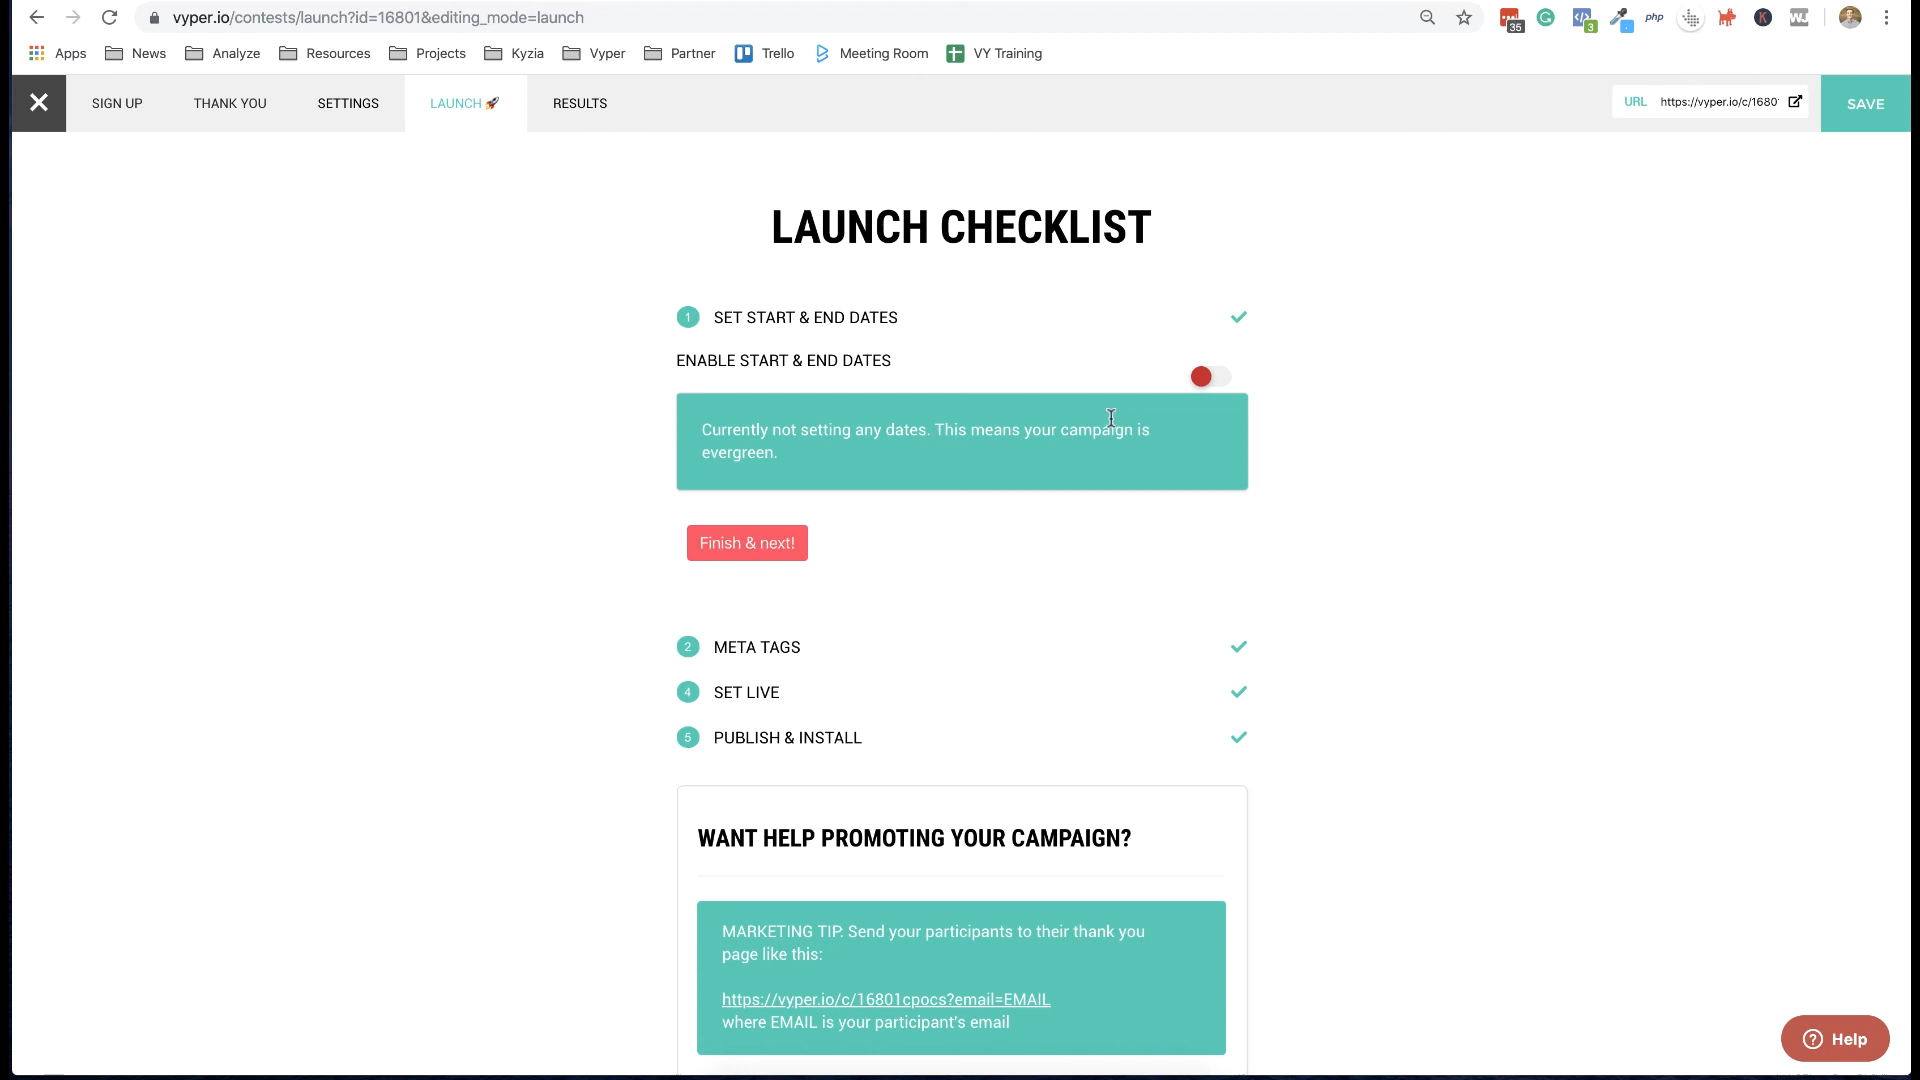 vyper.io/contests/launch?id=16801&editing_mode=launch
35
3
php
K
Apps
News
Analyze
Resources
Projects
Kyzia
Vyper
Partner
Trello
Meeting Room
VY Training
SIGN UP
THANK YOU
SETTINGS
LAUNCH 🚀
RESULTS
URL https://vyper.io/c/1680
SAVE
LAUNCH CHECKLIST
1 SET START & END DATES
ENABLE START & END DATES
Currently not setting any dates. This means your campaign is
evergreen.
Finish & next!
2 META TAGS
4 SET LIVE
5 PUBLISH & INSTALL
WANT HELP PROMOTING YOUR CAMPAIGN?
MARKETING TIP: Send your participants to their thank you
page like this:
https://vyper.io/c/16801cpocs?email=EMAIL
where EMAIL is your participant's email
? Help